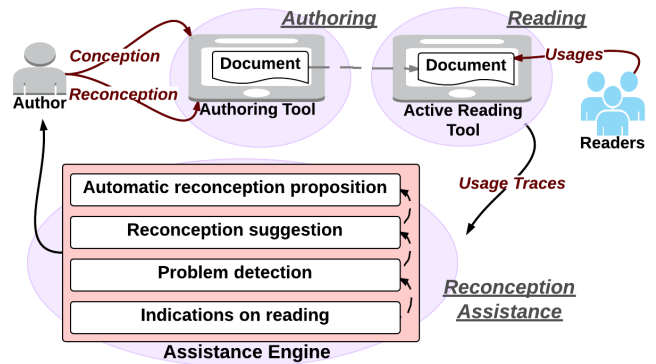 Authoring
Reading
Conception
Document
Document
Usages
Reconception
Author
Authoring Tool
Active Reading
Tool
Readers
Usage Traces
Automatic reconception proposition
Reconception suggestion
Problem detection
Indications on reading
Reconception
Assistance
Assistance Engine